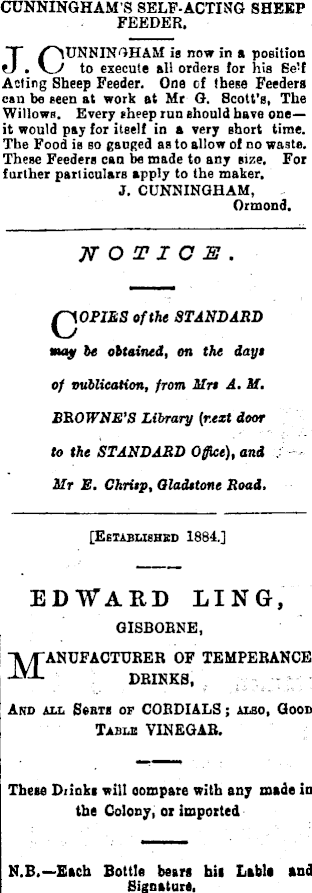 CUNNINGHAM'S SELF-ACTING SHEEP
FEEDER.
J. CUNNINGHAM is now in a position
to execute all orders for his Self
Acting Sheep Feeder. One of these Feeders
can be seen at work at Mr G. Scott's, The
Willows. Every sheep run should have one—
it would pay for itself in a very short time.
The Food is so gauged as to allow of no waste.
These Feeders can be made to any size. For
further particulars apply to the maker.
J. CUNNINGHAM,
Ormond.
NOTICE.
COPIES of the STANDARD
may be obtained, on the days
of publication, from Mrs A. M.
BROWNE'S Library (next door
to the STANDARD Office), and
Mr E. Chrisp, Gladstone Road.
[ESTABLISHED 1884.]
EDWARD LING,
GISBORNE,
MANUFACTURER OF TEMPERANCE
DRINKS,
AND ALL SORTS OF CORDIALS; ALSO, GOOD
TABLE VINEGAR.
These Drinks will compare with any made in
the Colony, or imported
N.B.—Each Bottle bears his Lable and
Signature.